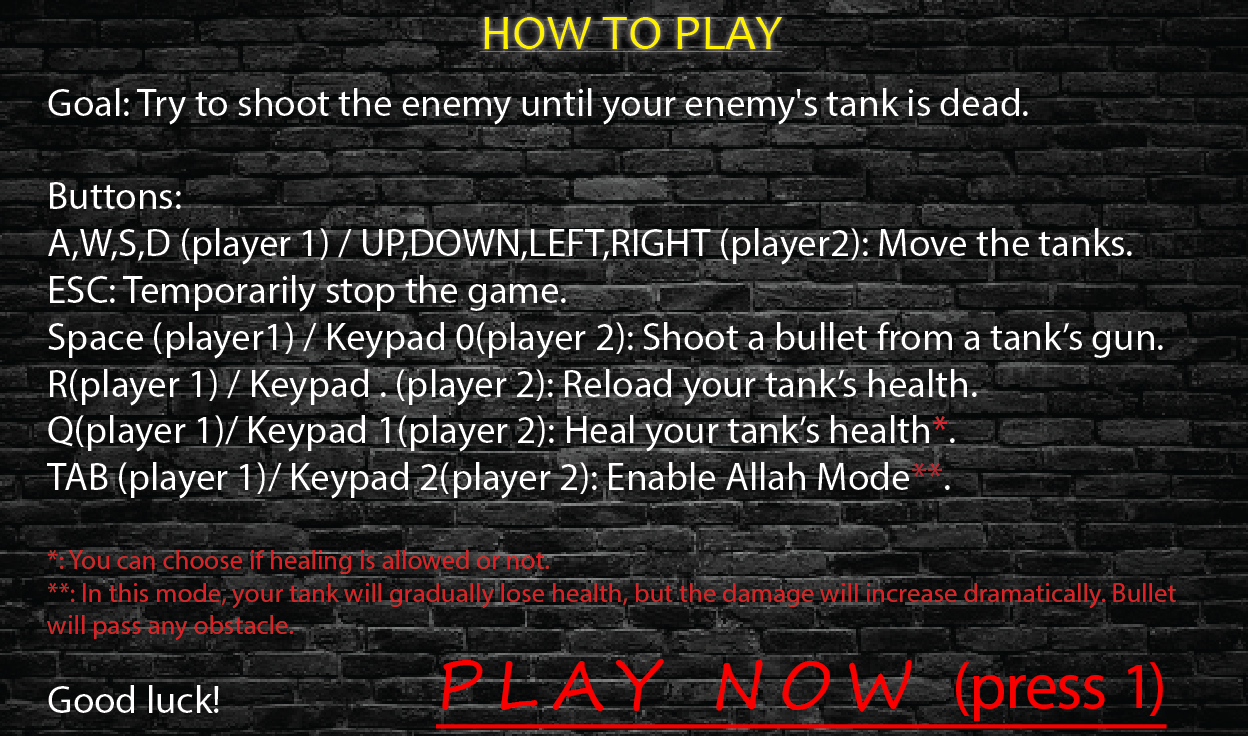 HOW TO PLAY
Goal: Try to shoot the enemy until your enemy's tank is dead.
Buttons:
A,W,S,D (player 1) / UP,DOWN,LEFT,RIGHT (player2): Move the tanks.
ESC: Temporarily stop the game.
Space (player1) / Keypad 0(player 2): Shoot a bullet from a tank’s gun.
R(player 1) / Keypad . (player 2): Reload your tank’s health.
Q(player 1)/ Keypad 1(player 2): Heal your tank’s health*.
TAB (player 1)/ Keypad 2(player 2): Enable Allah Mode**.
*: You can choose if healing is allowed or not.
**: In this mode, your tank will gradually lose health, but the damage will increase dramatically. Bullet
will pass any obstacle.
Good luck!
PLAY NOW (press 1)